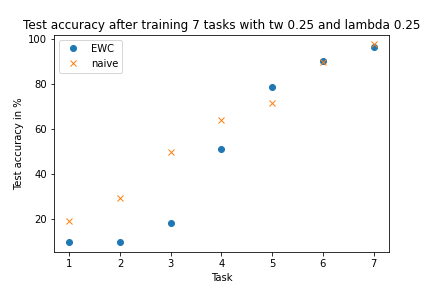 Test accuracy after training 7 tasks with tw 0.25 and lambda 0.25
EWC
naive
Test accuracy in %
100
80
60
40
20
1 2 3 4 5 6 7
Task